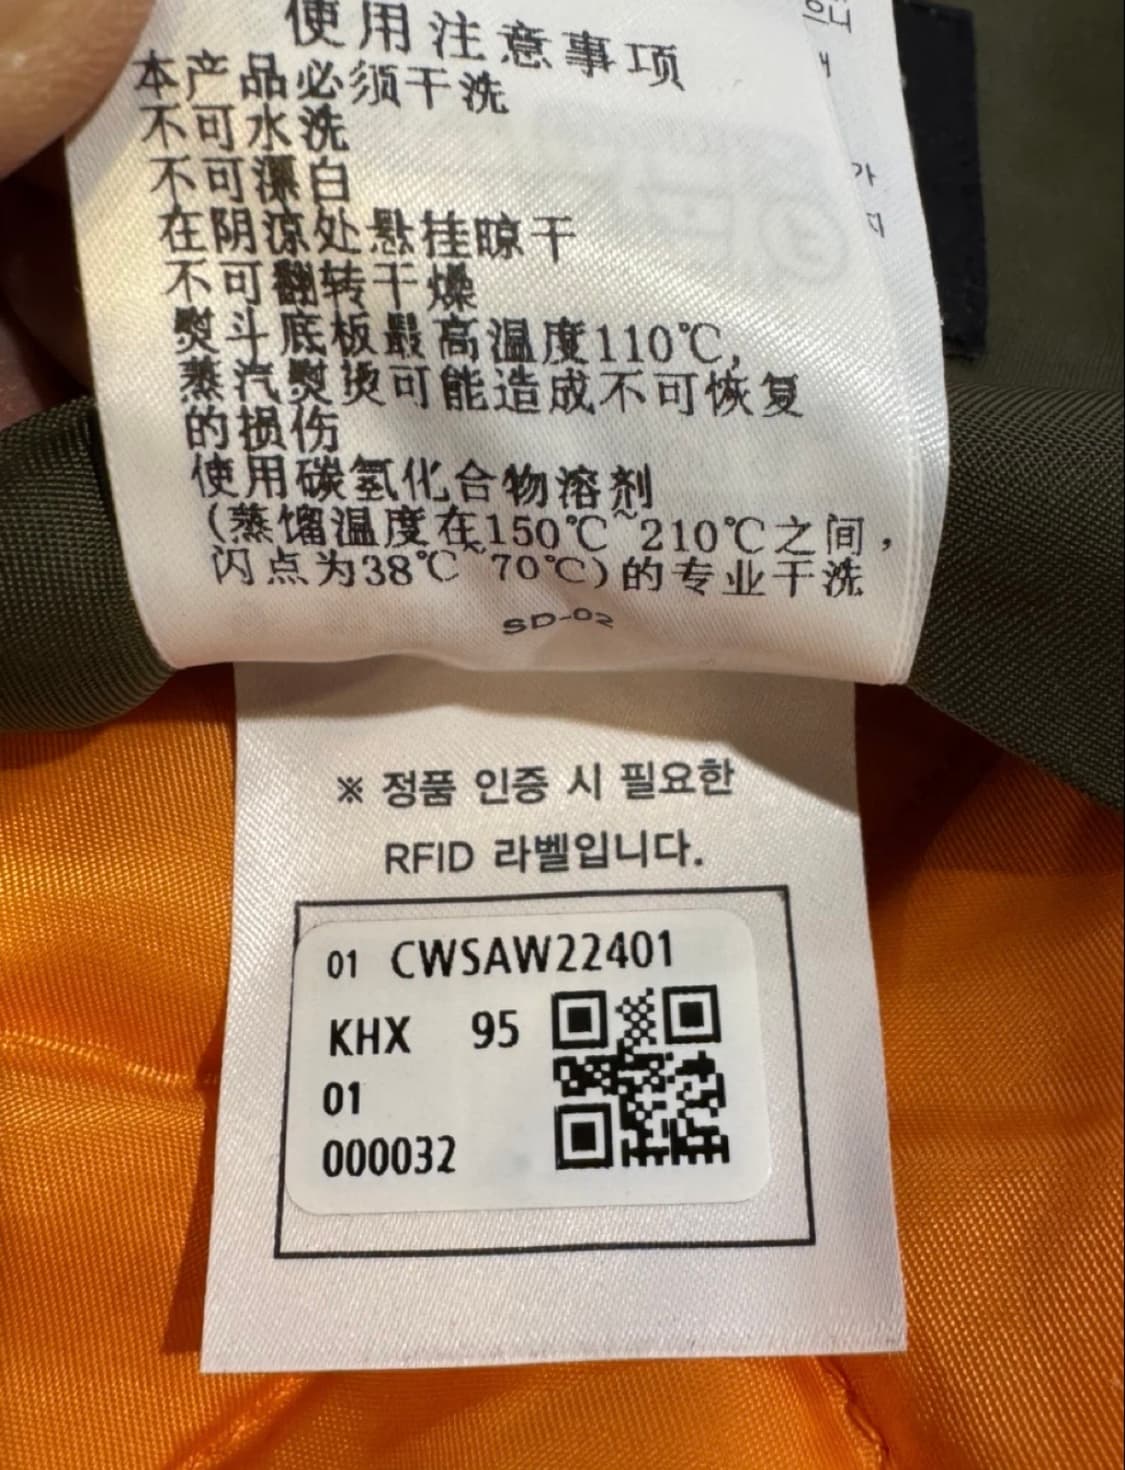 使用注意事项
本产品必须干洗
不可水洗
不可漂白
在阴凉处悬挂晾干
不可翻转干燥
熨斗底板最高温度110℃,
蒸汽熨烫可能造成不可恢复
的损伤
使用碳氢化合物溶剂
(蒸馏温度在150℃~210℃之间，
闪点为38℃~70℃)的专业干洗
SD-02
※ 정품 인증 시 필요한
RFID 라벨입니다.
01 CWSAW22401
KHX 95
01
000032